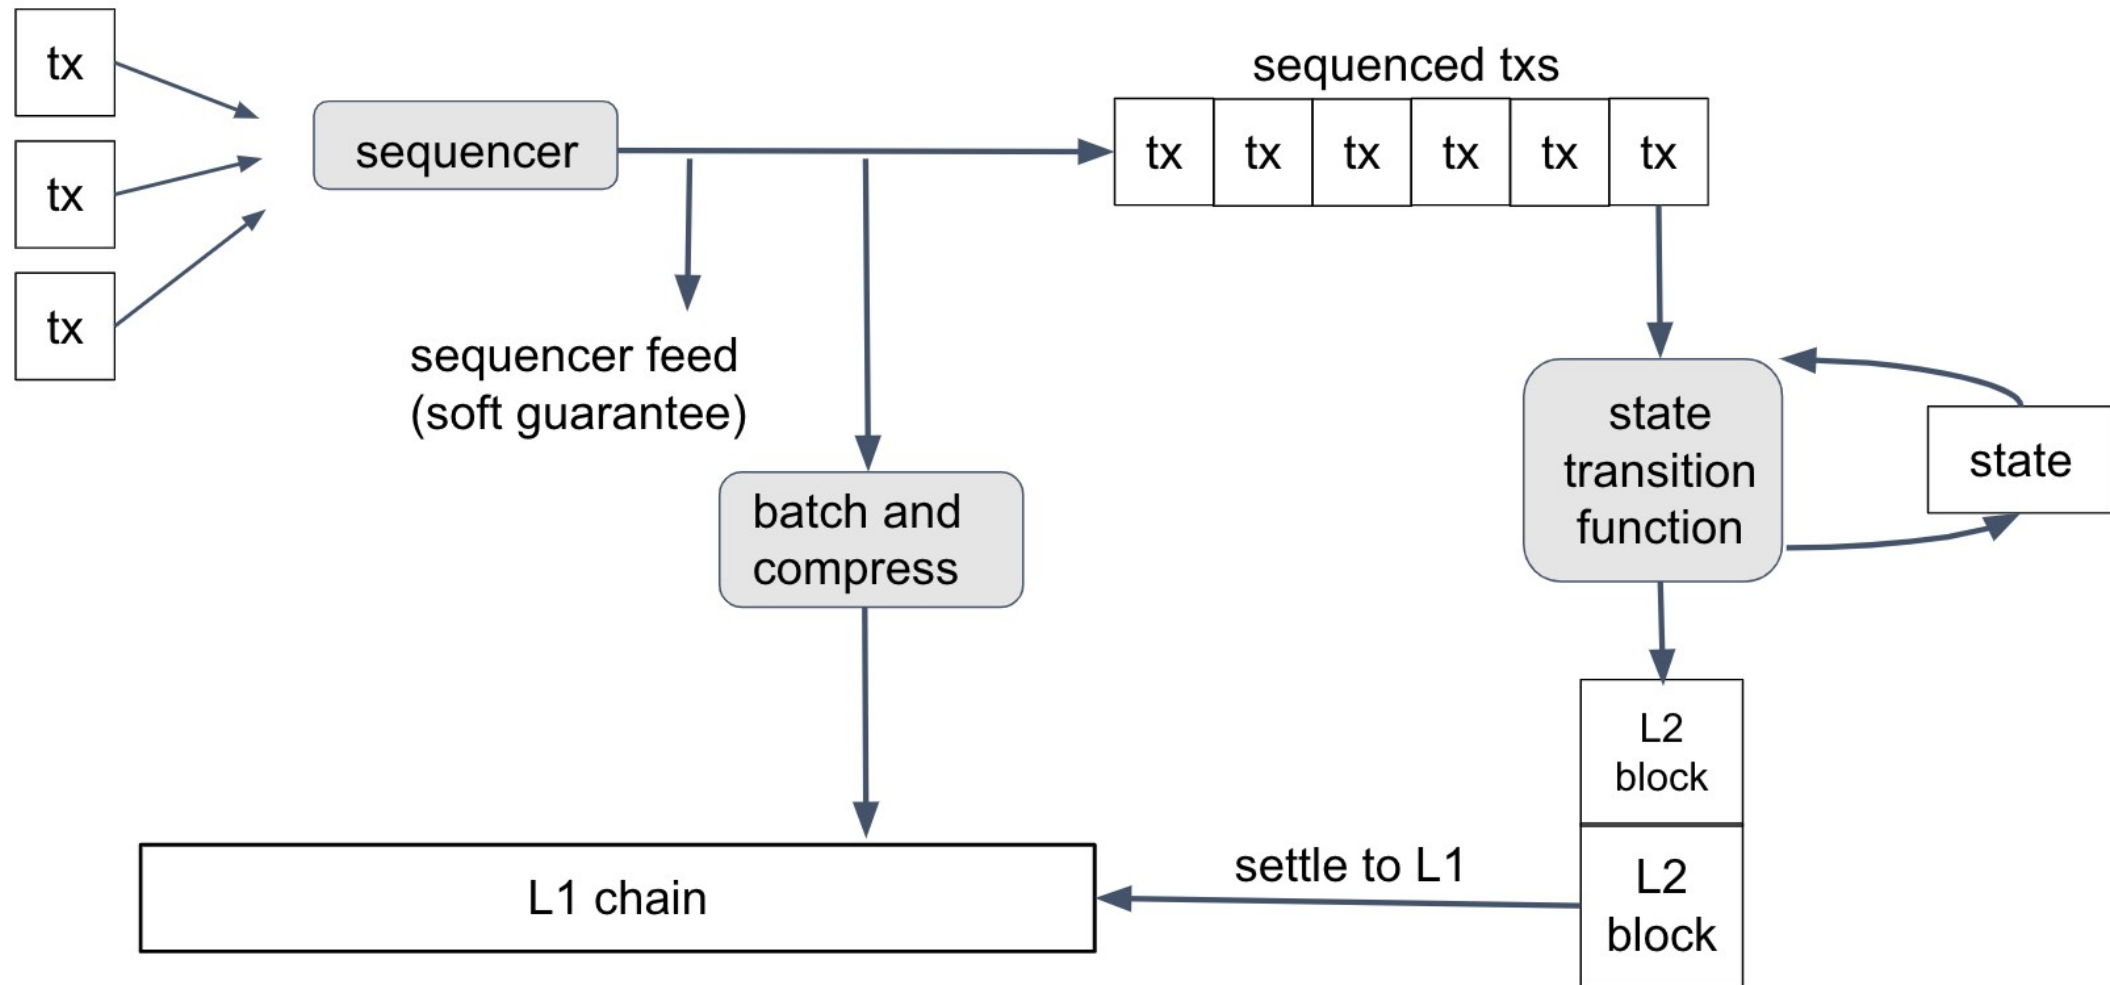 tx
tx
tx
sequencer
sequenced txs
tx tx tx tx tx tx
sequencer feed
(soft guarantee)
batch and
compress
state
transition
function
state
L2
block
L2
block
settle to L1
L1 chain